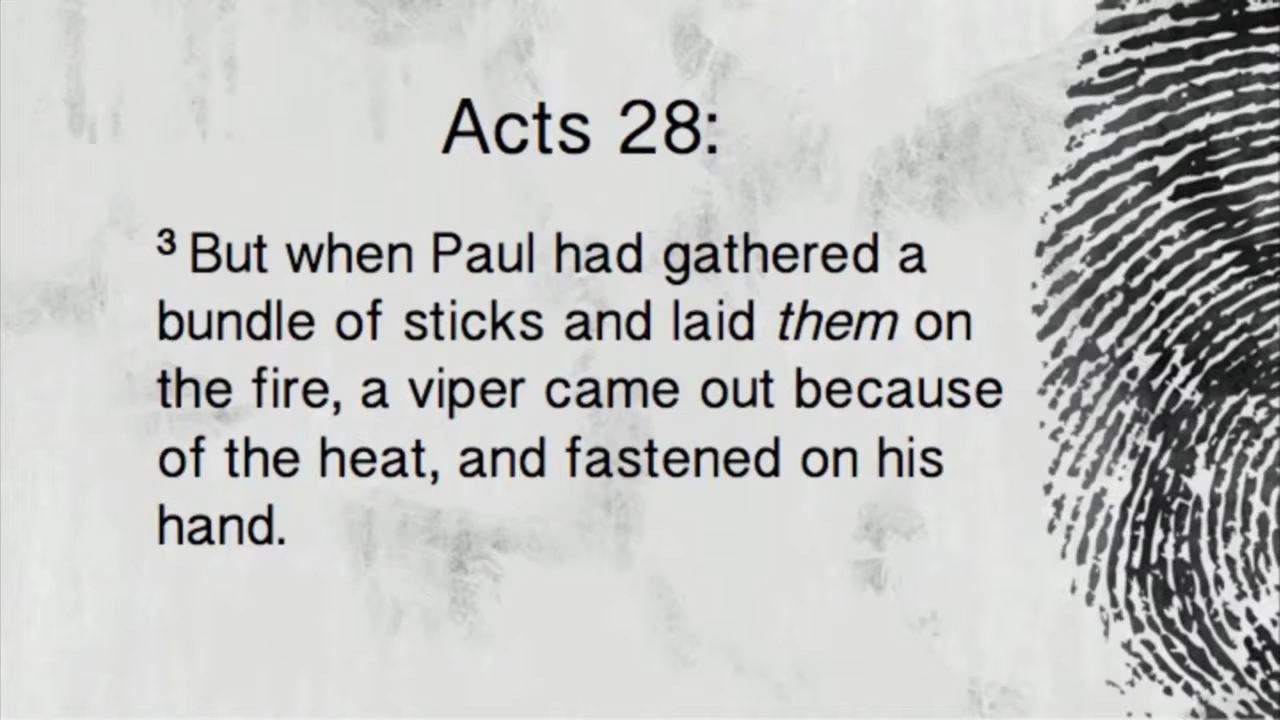 Acts 28:
³ But when Paul had gathered a
bundle of sticks and laid them on
the fire, a viper came out because
of the heat, and fastened on his
hand.